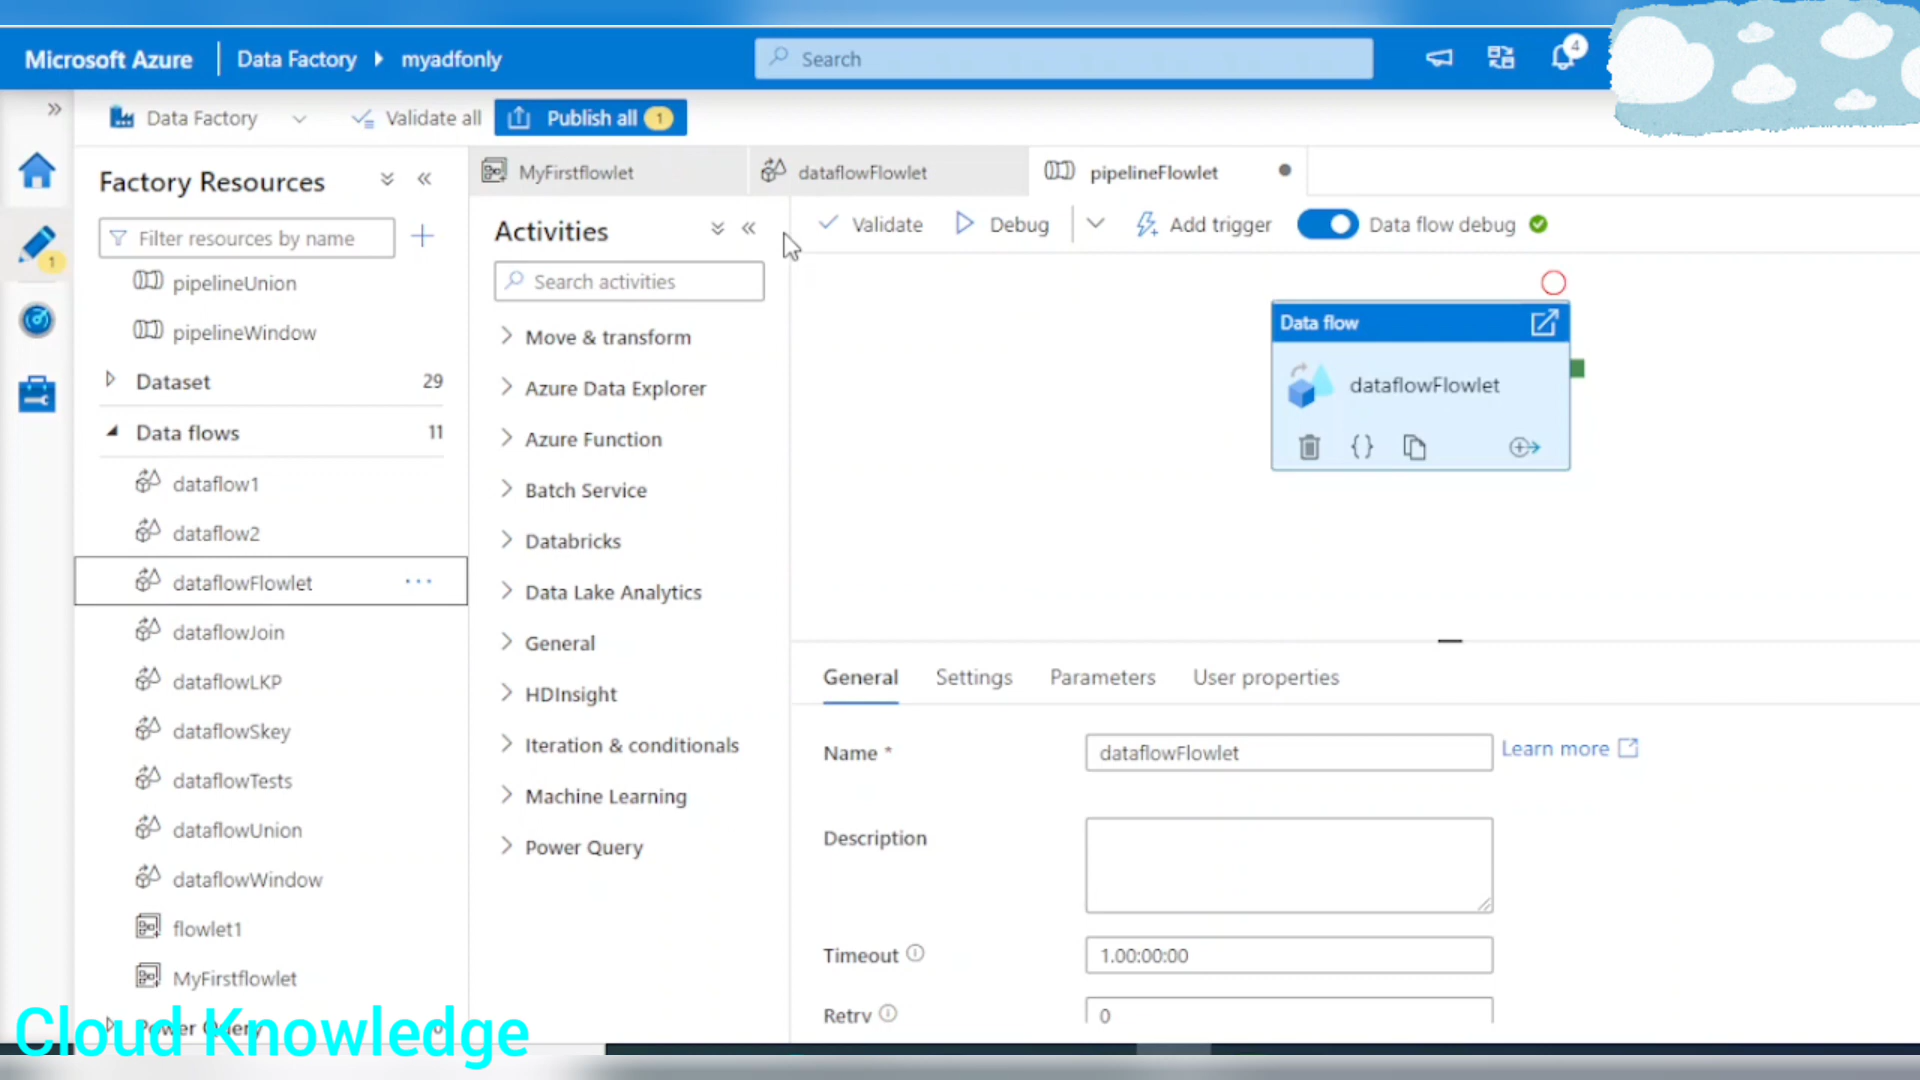 Microsoft Azure
Data Factory
myadfonly
Search
4
Data Factory
Validate all
Publish all
1
Factory Resources
Filter resources by name
1
pipelineUnion
pipelineWindow
Dataset
29
Data flows
11
dataflow1
dataflow2
dataflowFlowlet
dataflowJoin
dataflowLKP
dataflowSkey
dataflowTests
dataflowUnion
dataflowWindow
flowlet1
MyFirstflowlet
Power Query
0
Cloud Knowledge
MyFirstflowlet
dataflowFlowlet
pipelineFlowlet
Activities
Search activities
Move & transform
Azure Data Explorer
Azure Function
Batch Service
Databricks
Data Lake Analytics
General
HDInsight
Iteration & conditionals
Machine Learning
Power Query
Validate
Debug
Add trigger
Data flow debug
Data flow
dataflowFlowlet
{}
General
Settings
Parameters
User properties
Name *
dataflowFlowlet
Learn more
Description
Timeout
1.00:00:00
Retry
0